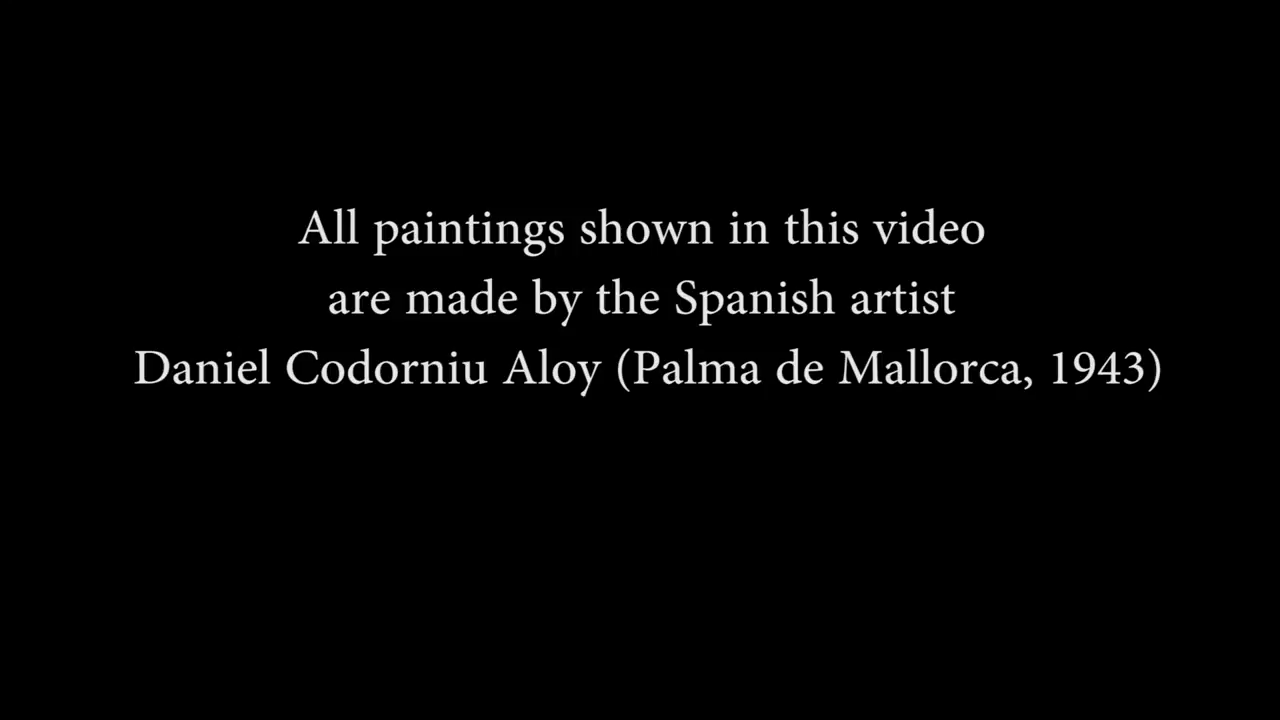 All paintings shown in this video
are made by the Spanish artist
Daniel Codorniu Aloy (Palma de Mallorca, 1943)